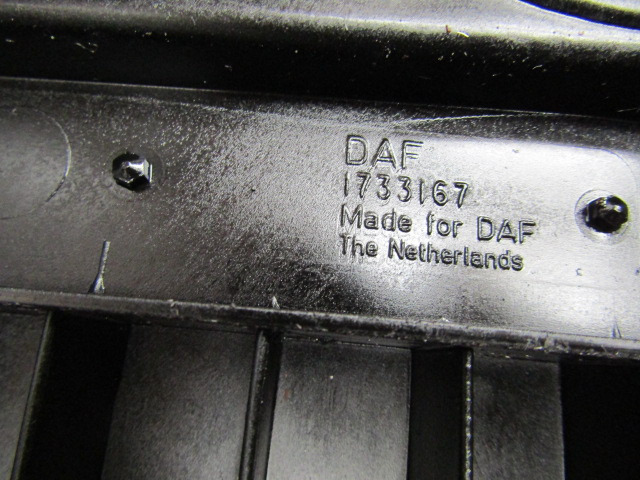 DAF
1733167
Made for DAF
The Netherlands